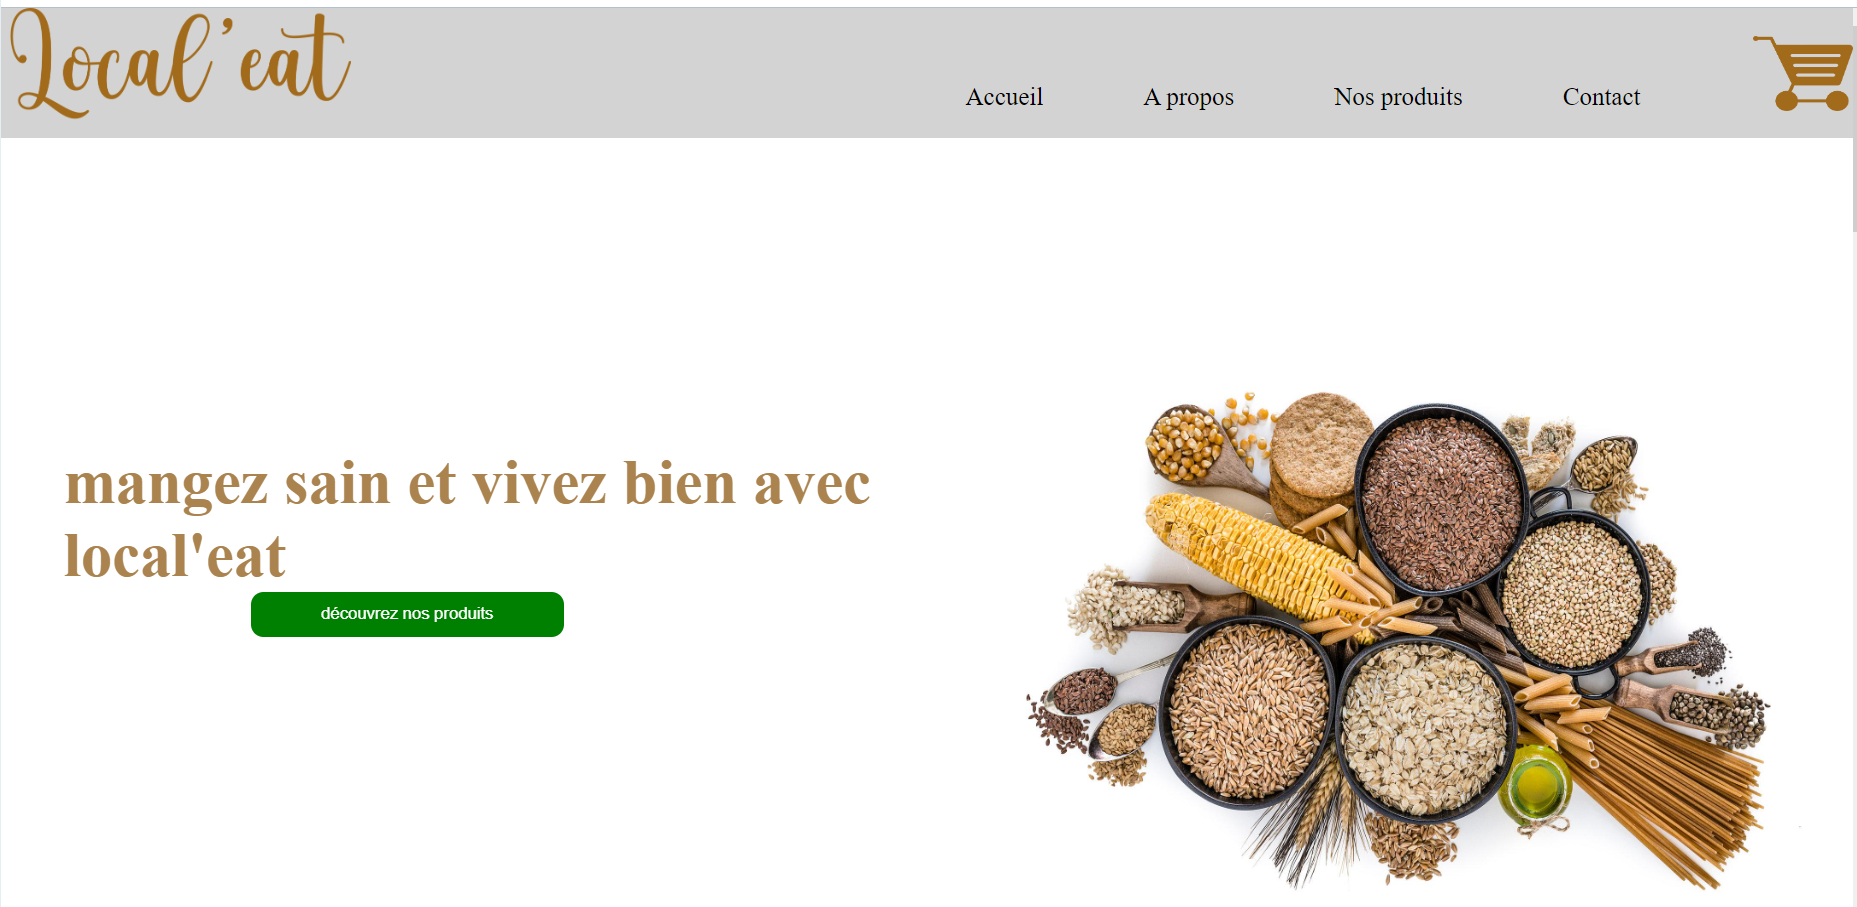 Local'eat
Accueil
A propos
Nos produits
Contact
mangez sain et vivez bien avec
local'eat
découvrez nos produits